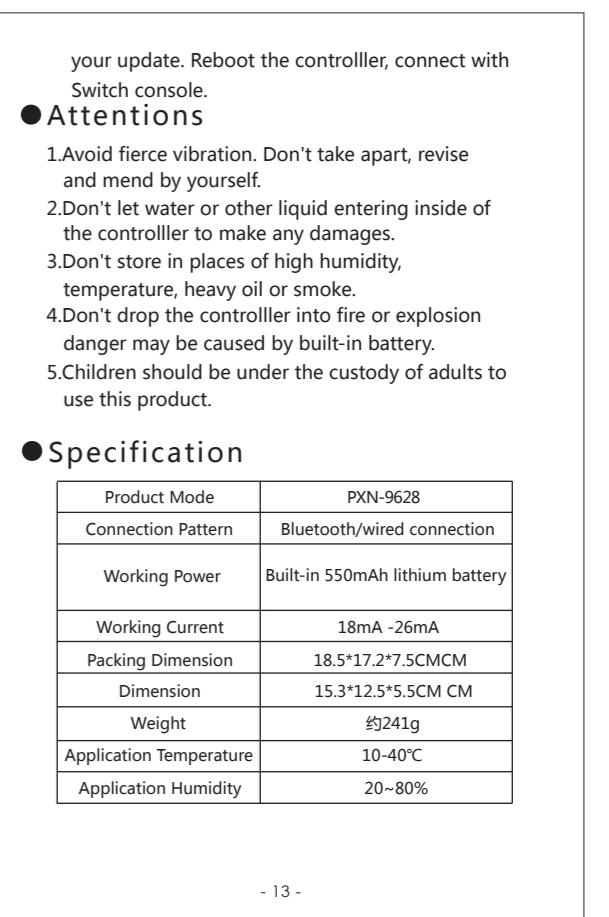 your update. Reboot the controlller, connect with
Switch console.
●Attentions
1.Avoid fierce vibration. Don't take apart, revise
and mend by yourself.
2.Don't let water or other liquid entering inside of
the controlller to make any damages.
3.Don't store in places of high humidity,
temperature, heavy oil or smoke.
4.Don't drop the controlller into fire or explosion
danger may be caused by built-in battery.
5.Children should be under the custody of adults to
use this product.
●Specification
Product Mode PXN-9628
Connection Pattern Bluetooth/wired connection
Working Power Built-in 550mAh lithium battery
Working Current 18mA -26mA
Packing Dimension 18.5*17.2*7.5CMCM
Dimension 15.3*12.5*5.5CM CM
Weight 约241g
Application Temperature 10-40℃
Application Humidity 20~80%
- 13 -